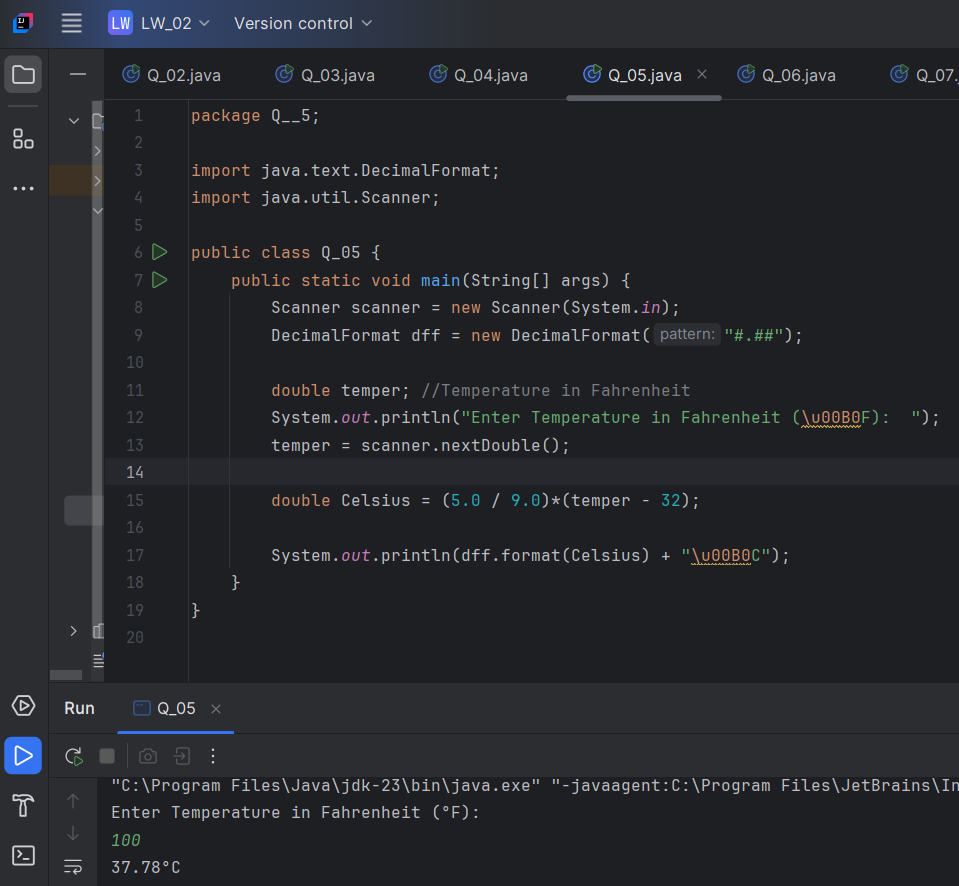 LW LW_02 Version control
Q_02.java Q_03.java Q_04.java Q_05.java Q_06.java Q_07.
1 package Q__5;
2
3 import java.text.DecimalFormat;
4 import java.util.Scanner;
5
6 public class Q_05 {
7 public static void main(String[] args) {
8 Scanner scanner = new Scanner(System.in);
9 DecimalFormat dff = new DecimalFormat( pattern: "#.##");
10
11 double temper; //Temperature in Fahrenheit
12 System.out.println("Enter Temperature in Fahrenheit (\u00B0F):  ");
13 temper = scanner.nextDouble();
14
15 double Celsius = (5.0 / 9.0)*(temper - 32);
16
17 System.out.println(dff.format(Celsius) + "\u00B0C");
18 }
19 }
20
Run Q_05
"C:\Program Files\Java\jdk-23\bin\java.exe" "-javaagent:C:\Program Files\JetBrains\In
Enter Temperature in Fahrenheit (°F):
100
37.78°C